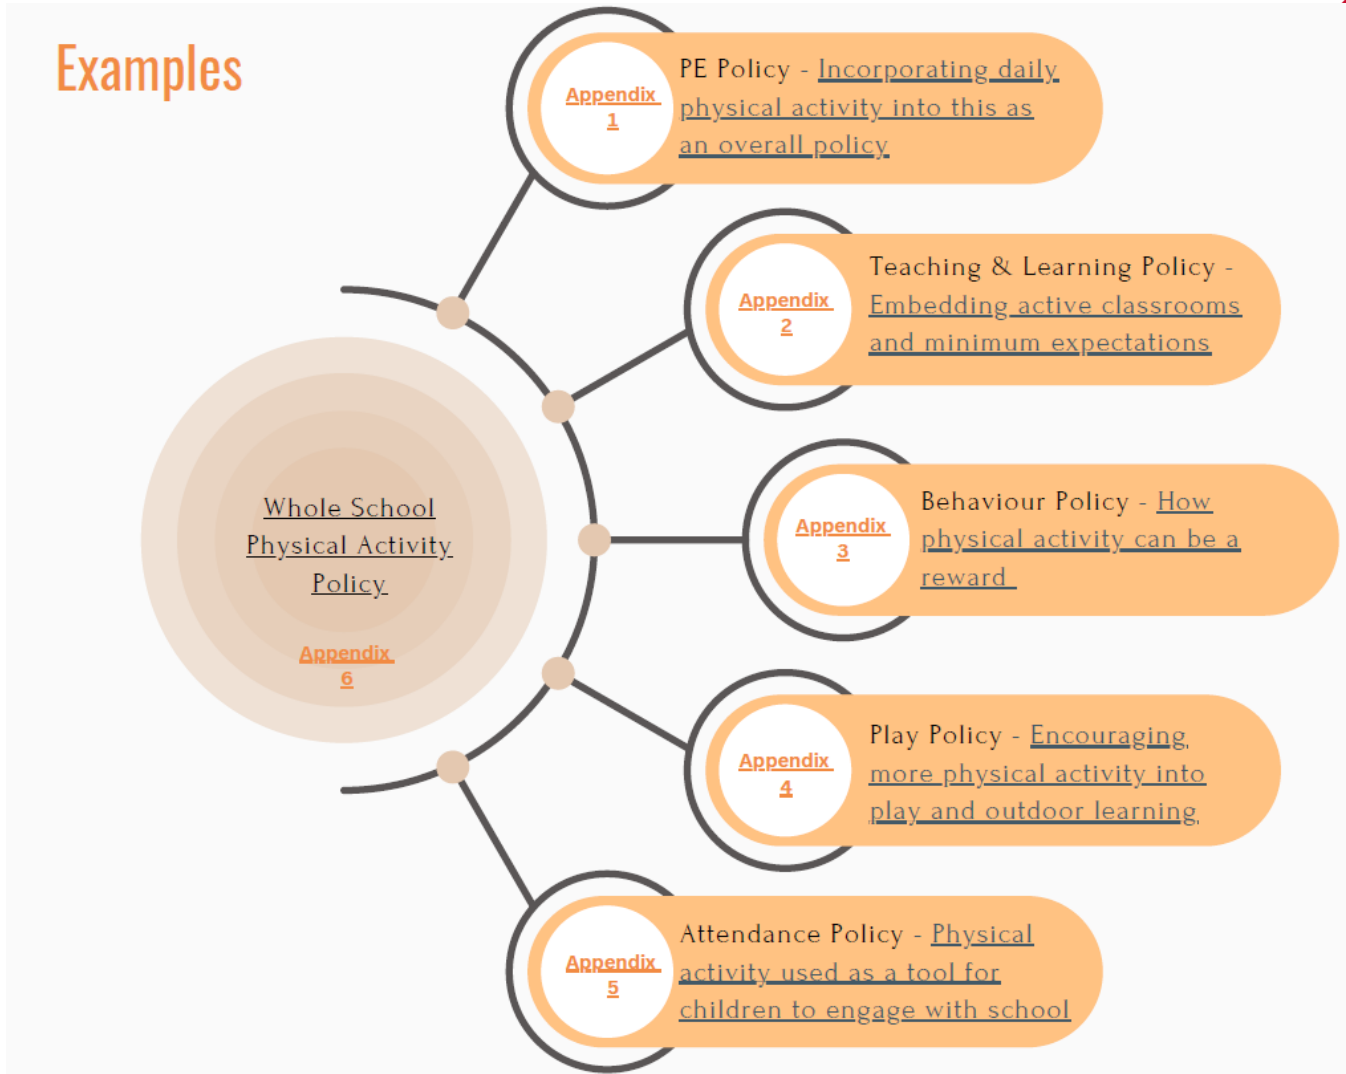 Examples
Appendix
1
PE Policy - Incorporating daily
physical activity into this as
an overall policy
Appendix
2
Teaching & Learning Policy -
Embedding active classrooms
and minimum expectations
Appendix
3
Behaviour Policy - How
physical activity can be a
reward
Whole School
Physical Activity
Policy
Appendix
6
Appendix
4
Play Policy - Encouraging
more physical activity into
play and outdoor learning
Appendix
5
Attendance Policy - Physical
activity used as a tool for
children to engage with school